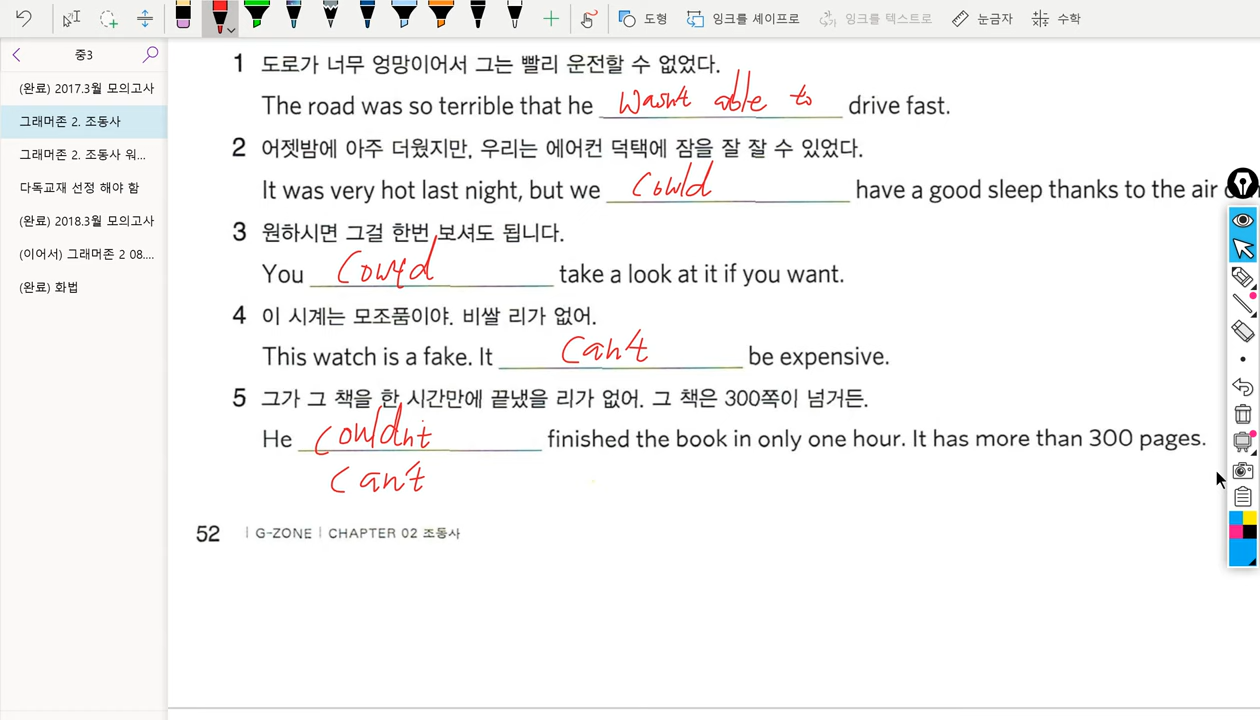 도형 잉크를 셰이프로 잉크를 텍스트로 눈금자 수학
중3
(완료) 2017.3월 모의고사
그래머존 2. 조동사
그래머존 2. 조동사 워...
다독교재 선정 해야 함
(완료) 2018.3월 모의고사
(이어서) 그래머존 2 08....
(완료) 화법
1 도로가 너무 엉망이어서 그는 빨리 운전할 수 없었다.
The road was so terrible that he wasn't able to drive fast.
2 어젯밤에 아주 더웠지만, 우리는 에어컨 덕택에 잠을 잘 잘 수 있었다.
It was very hot last night, but we could have a good sleep thanks to the air
3 원하시면 그걸 한번 보셔도 됩니다.
You could take a look at it if you want.
4 이 시계는 모조품이야. 비쌀 리가 없어.
This watch is a fake. It can't be expensive.
5 그가 그 책을 한 시간만에 끝냈을 리가 없어. 그 책은 300쪽이 넘거든.
He couldn't finished the book in only one hour. It has more than 300 pages.
can't
52 | G-ZONE | CHAPTER 02 조동사